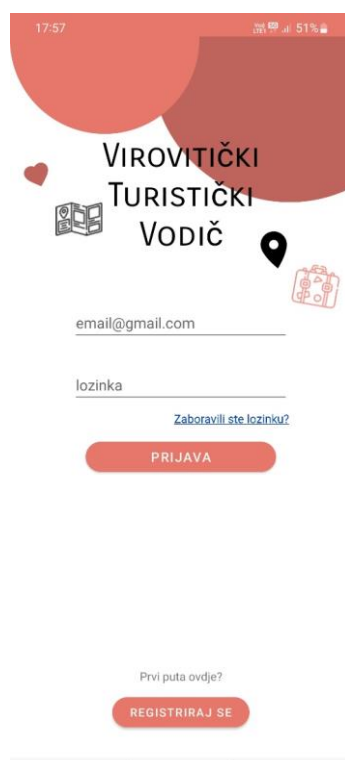 17:57 51%
VIROVITIČKI
TURISTIČKI
VODIČ
email@gmail.com
lozinka
Zaboravili ste lozinku?
PRIJAVA
Prvi puta ovdje?
REGISTRIRAJ SE